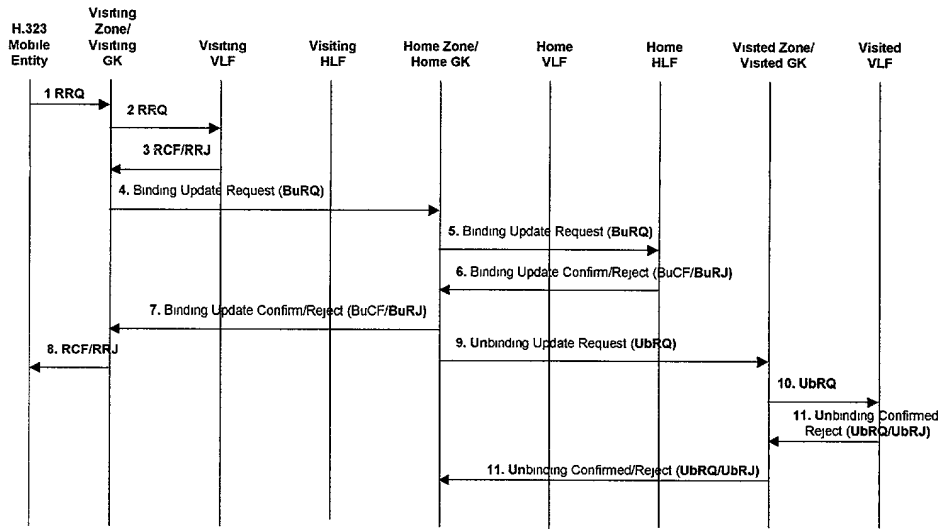 H.323
Mobile
Entity
Visiting
Zone/
Visiting
GK
Visiting
VLF
Visiting
HLF
Home Zone/
Home GK
Home
VLF
Home
HLF
Visited Zone/
Visited GK
Visited
VLF
1 RRQ
2 RRQ
3 RCF/RRJ
4. Binding Update Request (BuRQ)
5. Binding Update Request (BuRQ)
6. Binding Update Confirm/Reject (BuCF/BuRJ)
7. Binding Update Confirm/Reject (BuCF/BuRJ)
8. RCF/RRJ
9. Unbinding Update Request (UbRQ)
10. UbRQ
11. Unbinding Confirmed
Reject (UbRQ/UbRJ)
11. Unbinding Confirmed/Reject (UbRQ/UbRJ)